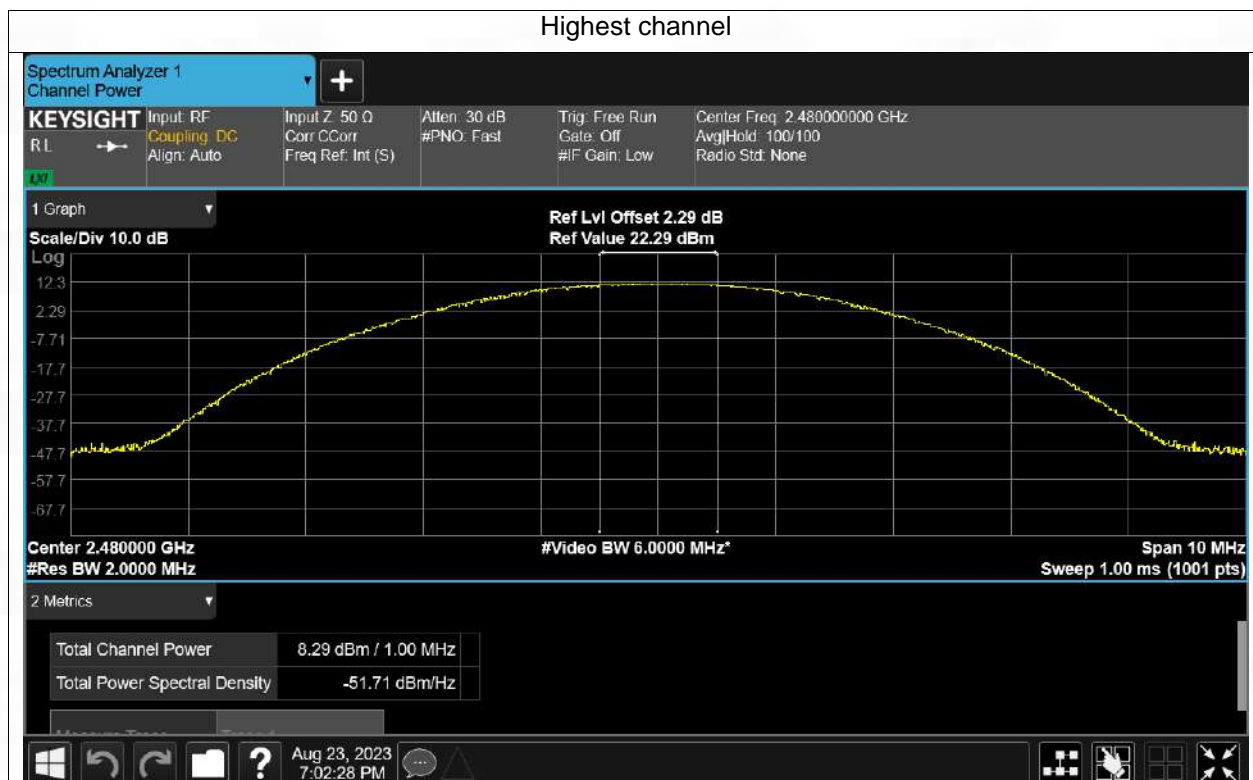 Highest channel
Spectrum Analyzer 1
Channel Power
+
KEYSIGHT
R L
LXI
Input: RF
Coupling: DC
Align: Auto
Input Z: 50 Ω
Corr CCorr
Freq Ref: Int (S)
Atten: 30 dB
#PNO: Fast
Trig: Free Run
Gate: Off
#IF Gain: Low
Center Freq: 2.480000000 GHz
Avg|Hold: 100/100
Radio Std: None
1 Graph
Scale/Div 10.0 dB
Ref Lvl Offset 2.29 dB
Ref Value 22.29 dBm
Log
12.3
2.29
-7.71
-17.7
-27.7
-37.7
-47.7
-57.7
-67.7
Center 2.480000 GHz
#Video BW 6.0000 MHz*
Span 10 MHz
#Res BW 2.0000 MHz
Sweep 1.00 ms (1001 pts)
2 Metrics
Total Channel Power 8.29 dBm / 1.00 MHz
Total Power Spectral Density -51.71 dBm/Hz
?
Aug 23, 2023
7:02:28 PM